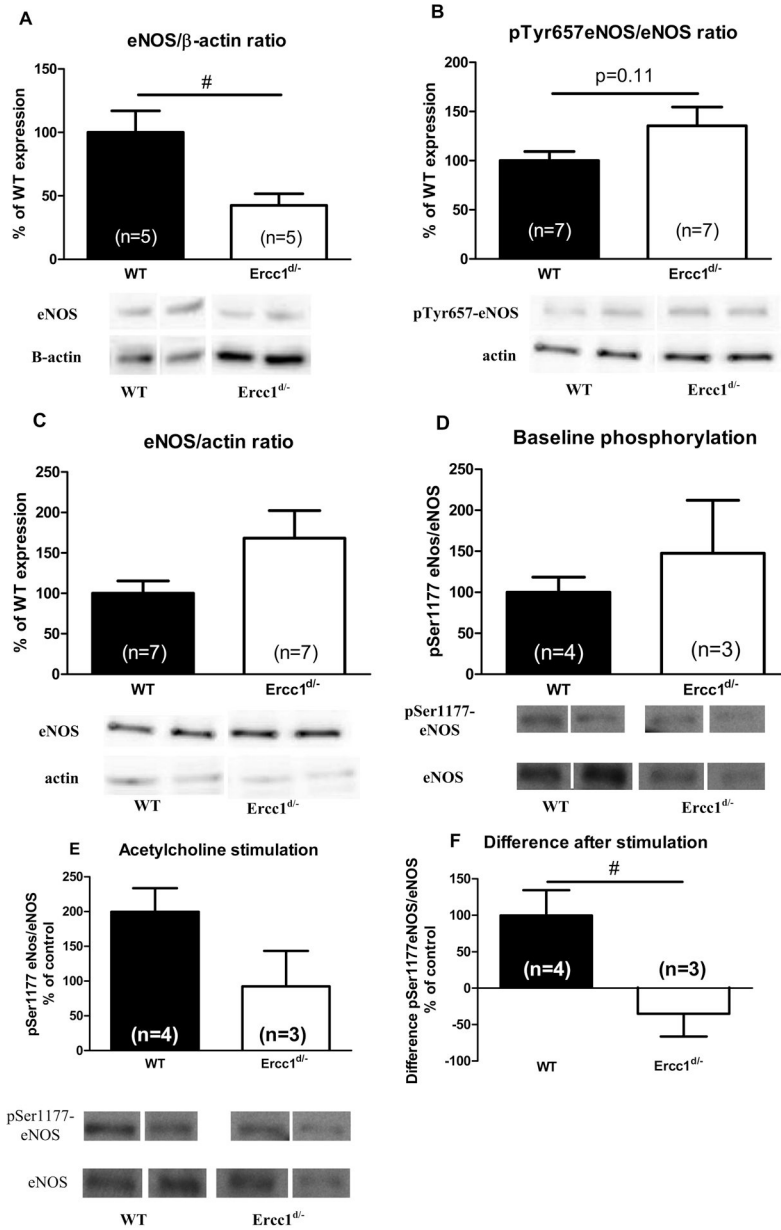 A
eNOS/β-actin ratio
% of WT expression
150
100
50
0
#
(n=5)
(n=5)
WT
Ercc1d/-
eNOS
B-actin
WT
Ercc1d/-
B
pTyr657eNOS/eNOS ratio
% of WT expression
200
150
100
50
0
p=0.11
(n=7)
(n=7)
WT
Ercc1d/-
pTyr657-eNOS
actin
WT
Ercc1d/-
C
eNOS/actin ratio
% of WT expression
250
200
150
100
50
0
(n=7)
(n=7)
WT
Ercc1d/-
eNOS
actin
WT
Ercc1d/-
D
Baseline phosphorylation
pSer1177 eNos/eNOS
250
200
150
100
50
0
(n=4)
(n=3)
WT
Ercc1d/-
pSer1177-
eNOS
eNOS
WT
Ercc1d/-
E
Acetylcholine stimulation
pSer1177 eNos/eNOS
% of control
250
200
150
100
50
0
(n=4)
(n=3)
WT
Ercc1d/-
pSer1177-
eNOS
eNOS
WT
Ercc1d/-
F
Difference after stimulation
Difference pSer1177eNOS/eNOS
% of control
150
100
50
0
-50
-100
#
(n=4)
(n=3)
WT
Ercc1d/-